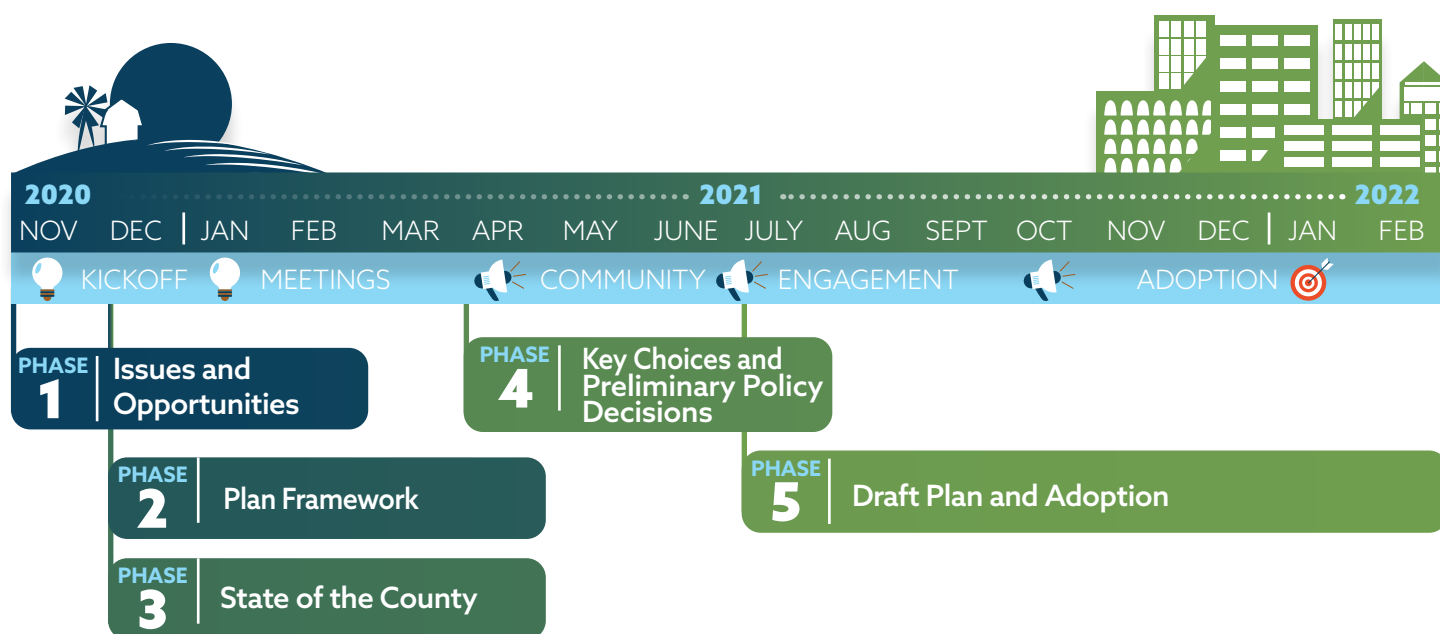 2020 2021 2022
NOV DEC JAN FEB MAR APR MAY JUNE JULY AUG SEPT OCT NOV DEC JAN FEB
KICKOFF MEETINGS COMMUNITY ENGAGEMENT ADOPTION
PHASE
1
Issues and
Opportunities
PHASE
2
Plan Framework
PHASE
3
State of the County
PHASE
4
Key Choices and
Preliminary Policy
Decisions
PHASE
5
Draft Plan and Adoption